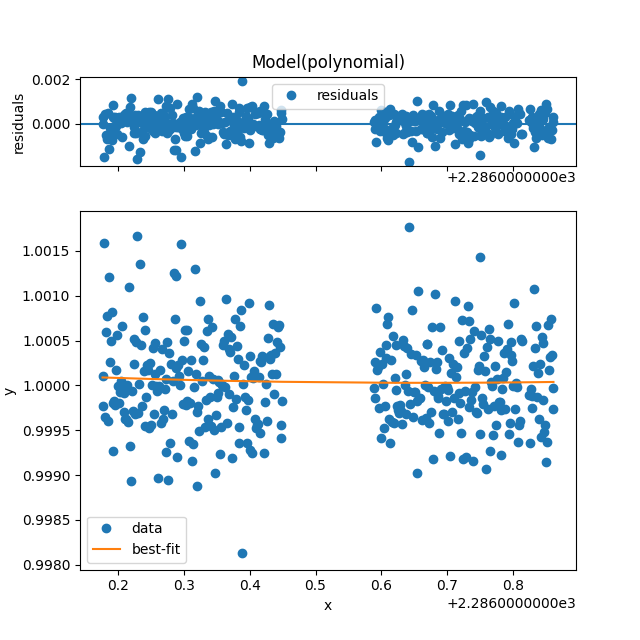 Model(polynomial)
0.002
0.000
residuals
residuals
+2.2860000000e3
1.0015
1.0010
1.0005
1.0000
0.9995
0.9990
0.9985
0.9980
y
data
best-fit
0.2 0.3 0.4 0.5 0.6 0.7 0.8
x
+2.2860000000e3